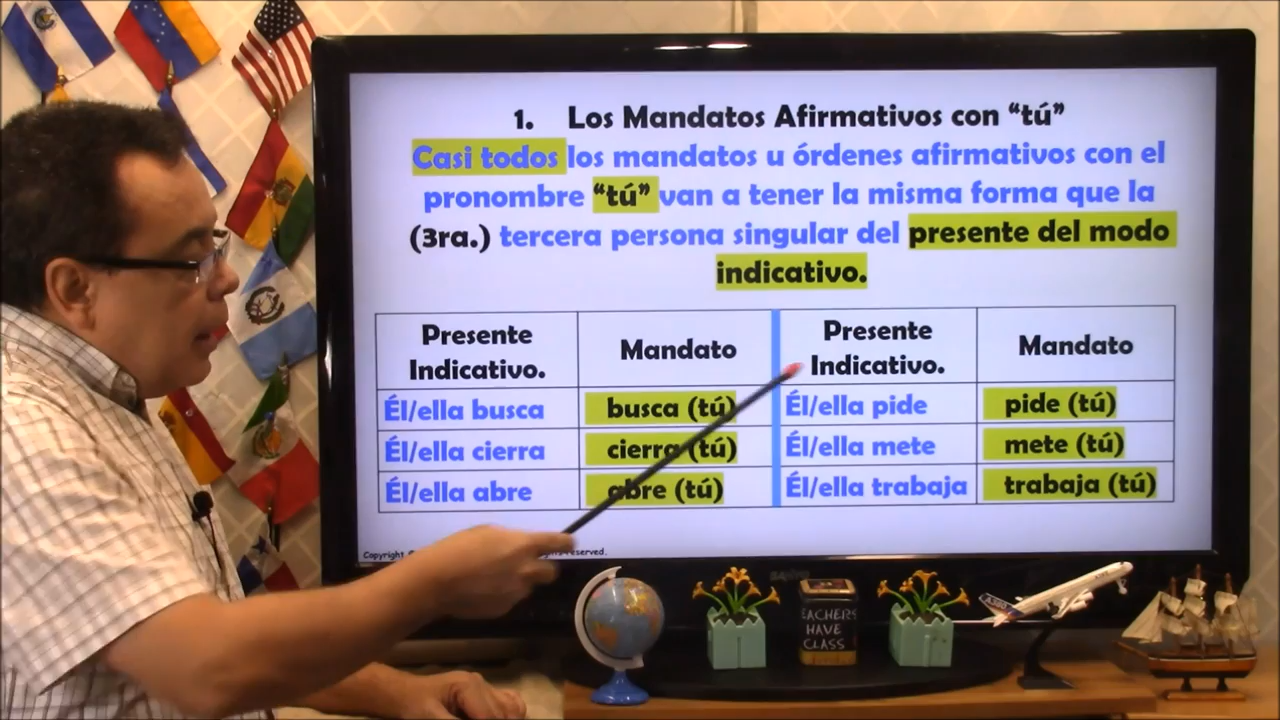 1. Los Mandatos Afirmativos con “tú”
Casi todos los mandatos u órdenes afirmativos con el
pronombre “tú” van a tener la misma forma que la
(3ra.) tercera persona singular del presente del modo
indicativo.
Presente Indicativo. Mandato Presente Indicativo. Mandato
Él/ella busca busca (tú) Él/ella pide pide (tú)
Él/ella cierra cierra (tú) Él/ella mete mete (tú)
Él/ella abre abre (tú) Él/ella trabaja trabaja (tú)
Copyright reserved.
TEACHERS
HAVE
CLASS
A380